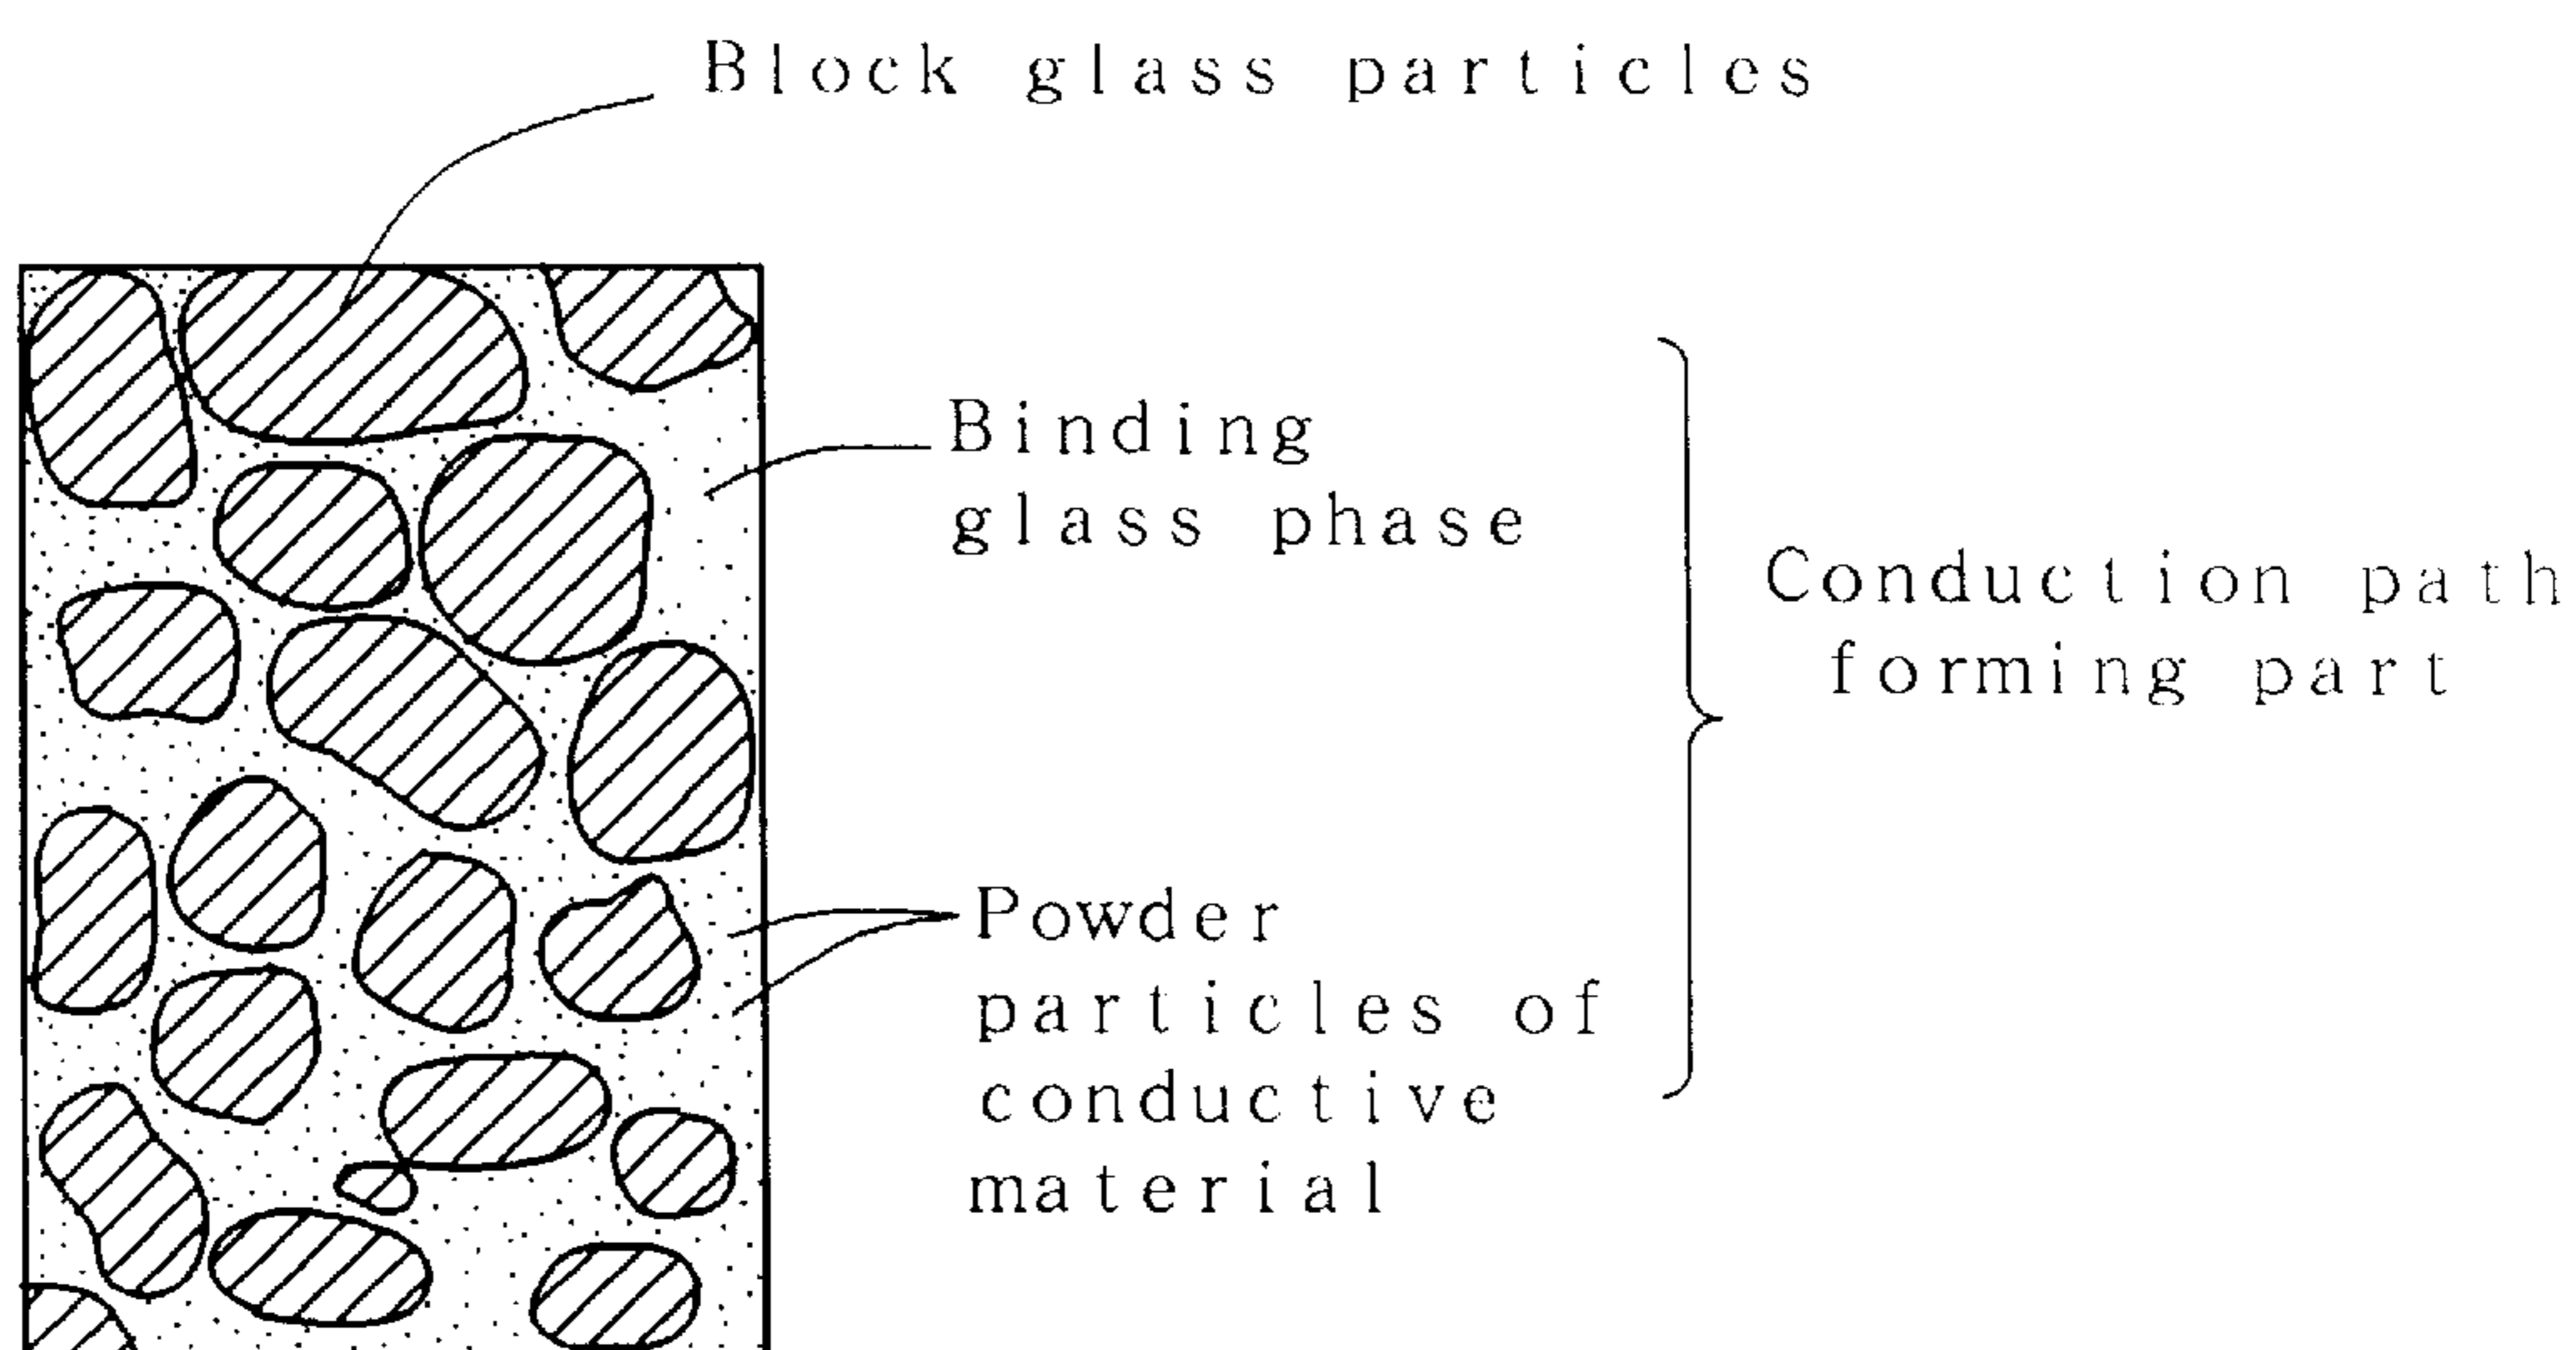 Block glass particles
Binding
glass phase
Conduction path
forming part
Powder
particles of
conductive
material